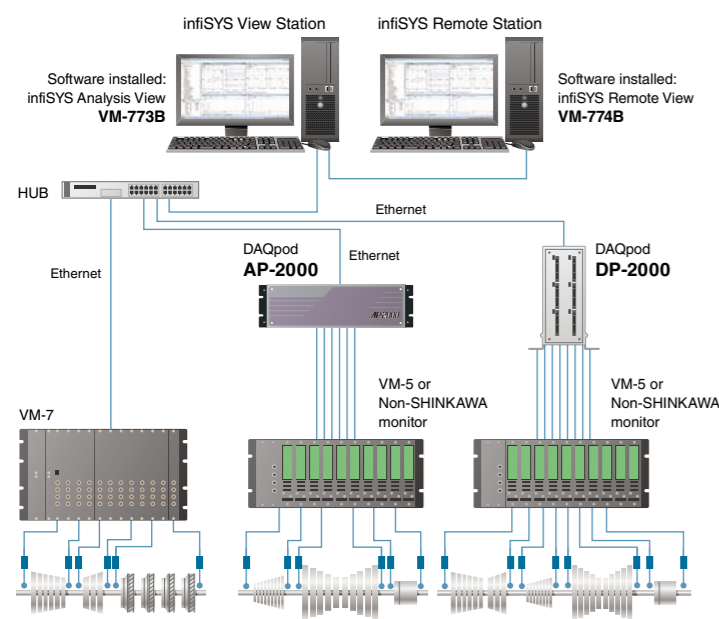 infiSYS View Station
infiSYS Remote Station
Software installed:
infiSYS Analysis View
VM-773B
Software installed:
infiSYS Remote View
VM-774B
HUB
Ethernet
Ethernet
DAQpod
AP-2000
Ethernet
DAQpod
DP-2000
AP2000
VM-7
VM-5 or
Non-SHINKAWA
monitor
VM-5 or
Non-SHINKAWA
monitor